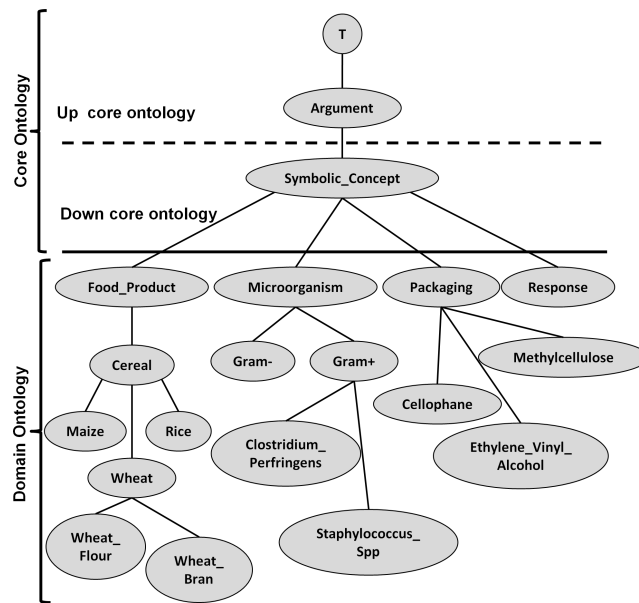 T
Core Ontology
Up core ontology
Argument
Symbolic_Concept
Down core ontology
Domain Ontology
Food_Product
Microorganism
Packaging
Response
Cereal
Gram-
Gram+
Methylcellulose
Maize
Rice
Cellophane
Clostridium_
Perfringens
Ethylene_Vinyl_
Alcohol
Wheat
Wheat_
Flour
Wheat_
Bran
Staphylococcus_
Spp